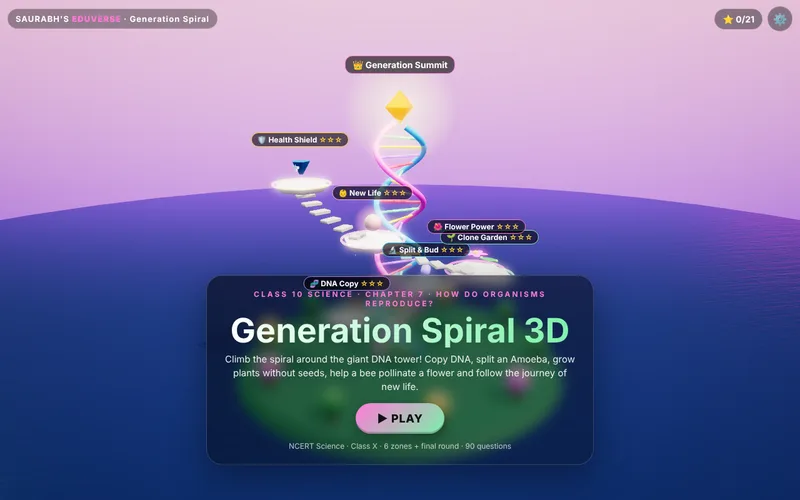 SAURABH'S EDUVERSE · Generation Spiral
⭐ 0/21
👑 Generation Summit
🛡️ Health Shield ☆☆☆
👶 New Life ☆☆☆
🌺 Flower Power ☆☆☆
🌱 Clone Garden ☆☆☆
🔬 Split & Bud ☆☆☆
🧬 DNA Copy ☆☆☆
CLASS 10 SCIENCE · CHAPTER 7 · HOW DO ORGANISMS
REPRODUCE?
Generation Spiral 3D
Climb the spiral around the giant DNA tower! Copy DNA, split an Amoeba, grow
plants without seeds, help a bee pollinate a flower and follow the journey of
new life.
▶ PLAY
NCERT Science · Class X · 6 zones + final round · 90 questions